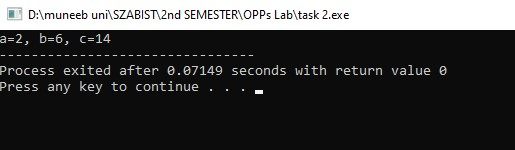 D:\muneeb uni\SZABIST\2nd SEMESTER\OPPs Lab\task 2.exe
a=2, b=6, c=14
--------------------------------
Process exited after 0.07149 seconds with return value 0
Press any key to continue . . .